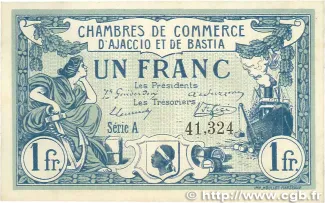 CHAMBRES DE COMMERCE
D'AJACCIO ET DE BASTIA
UN FRANC
Les Présidents
Les Trésoriers
Série A 41,324
1 fr. 1 fr.
© www.cgb.fr